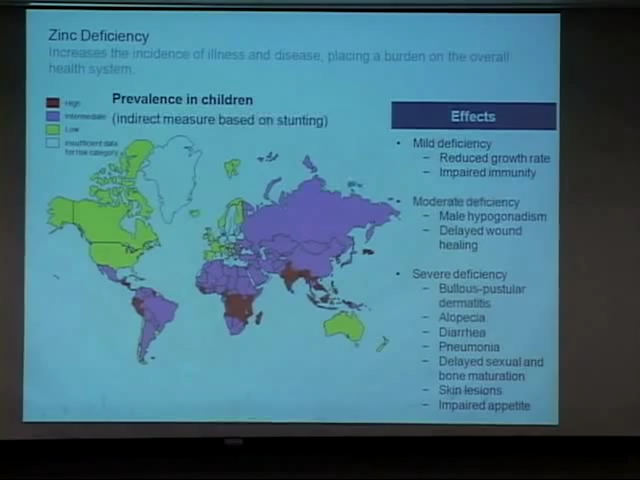 Zinc Deficiency
Increases the incidence of illness and disease, placing a burden on the overall
health system.
High
Intermediate
Low
Insufficient data
for risk category
Prevalence in children
(indirect measure based on stunting)
Effects
• Mild deficiency
– Reduced growth rate
– Impaired immunity
Moderate deficiency
– Male hypogonadism
– Delayed wound
healing
• Severe deficiency
– Bullous-pustular
dermatitis
– Alopecia
– Diarrhea
– Pneumonia
– Delayed sexual and
bone maturation
– Skin lesions
– Impaired appetite